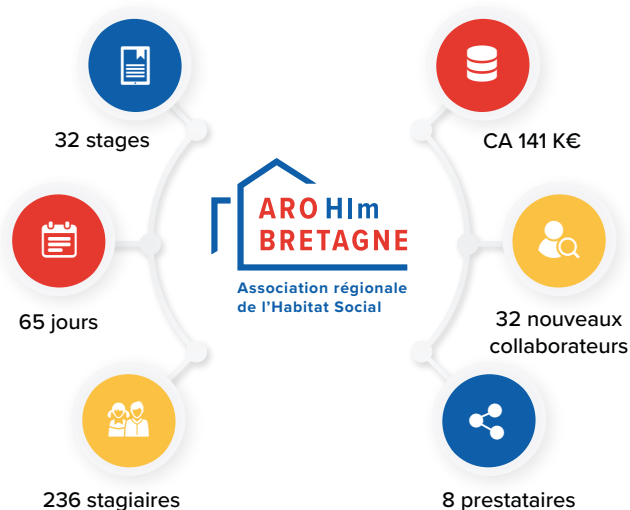 32 stages
CA 141 K€
ARO Hlm
BRETAGNE
Association régionale
de l'Habitat Social
65 jours
32 nouveaux
collaborateurs
236 stagiaires
8 prestataires